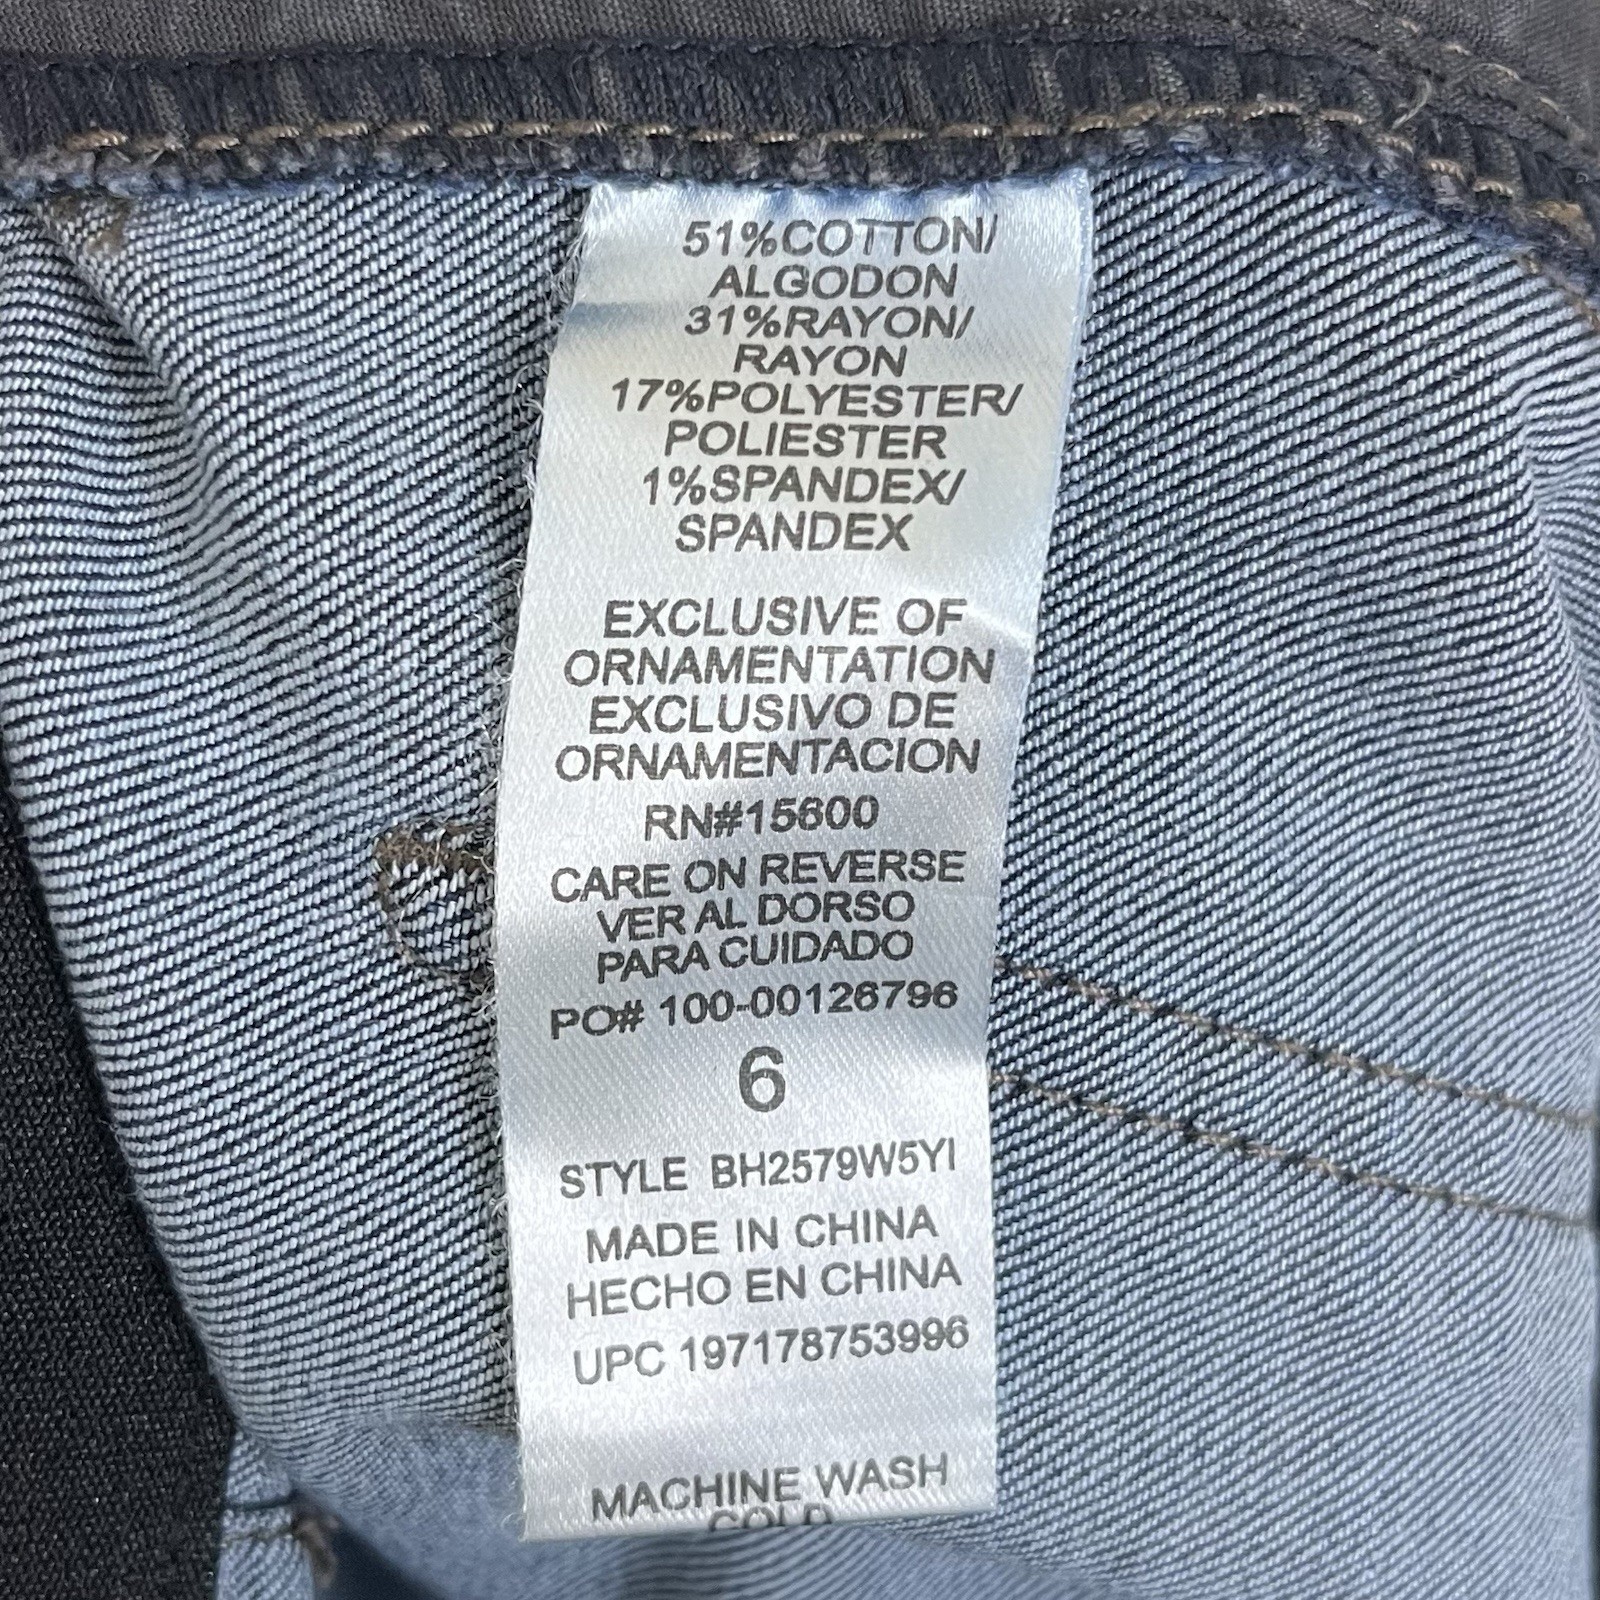 51%COTTON/
ALGODON
31%RAYON/
RAYON
17%POLYESTER/
POLIESTER
1%SPANDEX/
SPANDEX
EXCLUSIVE OF
ORNAMENTATION
EXCLUSIVO DE
ORNAMENTACION
RN#15600
CARE ON REVERSE
VER AL DORSO
PARA CUIDADO
PO# 100-00126796
6
STYLE BH2579W5YI
MADE IN CHINA
HECHO EN CHINA
UPC 197178753996
MACHINE WASH
COLD